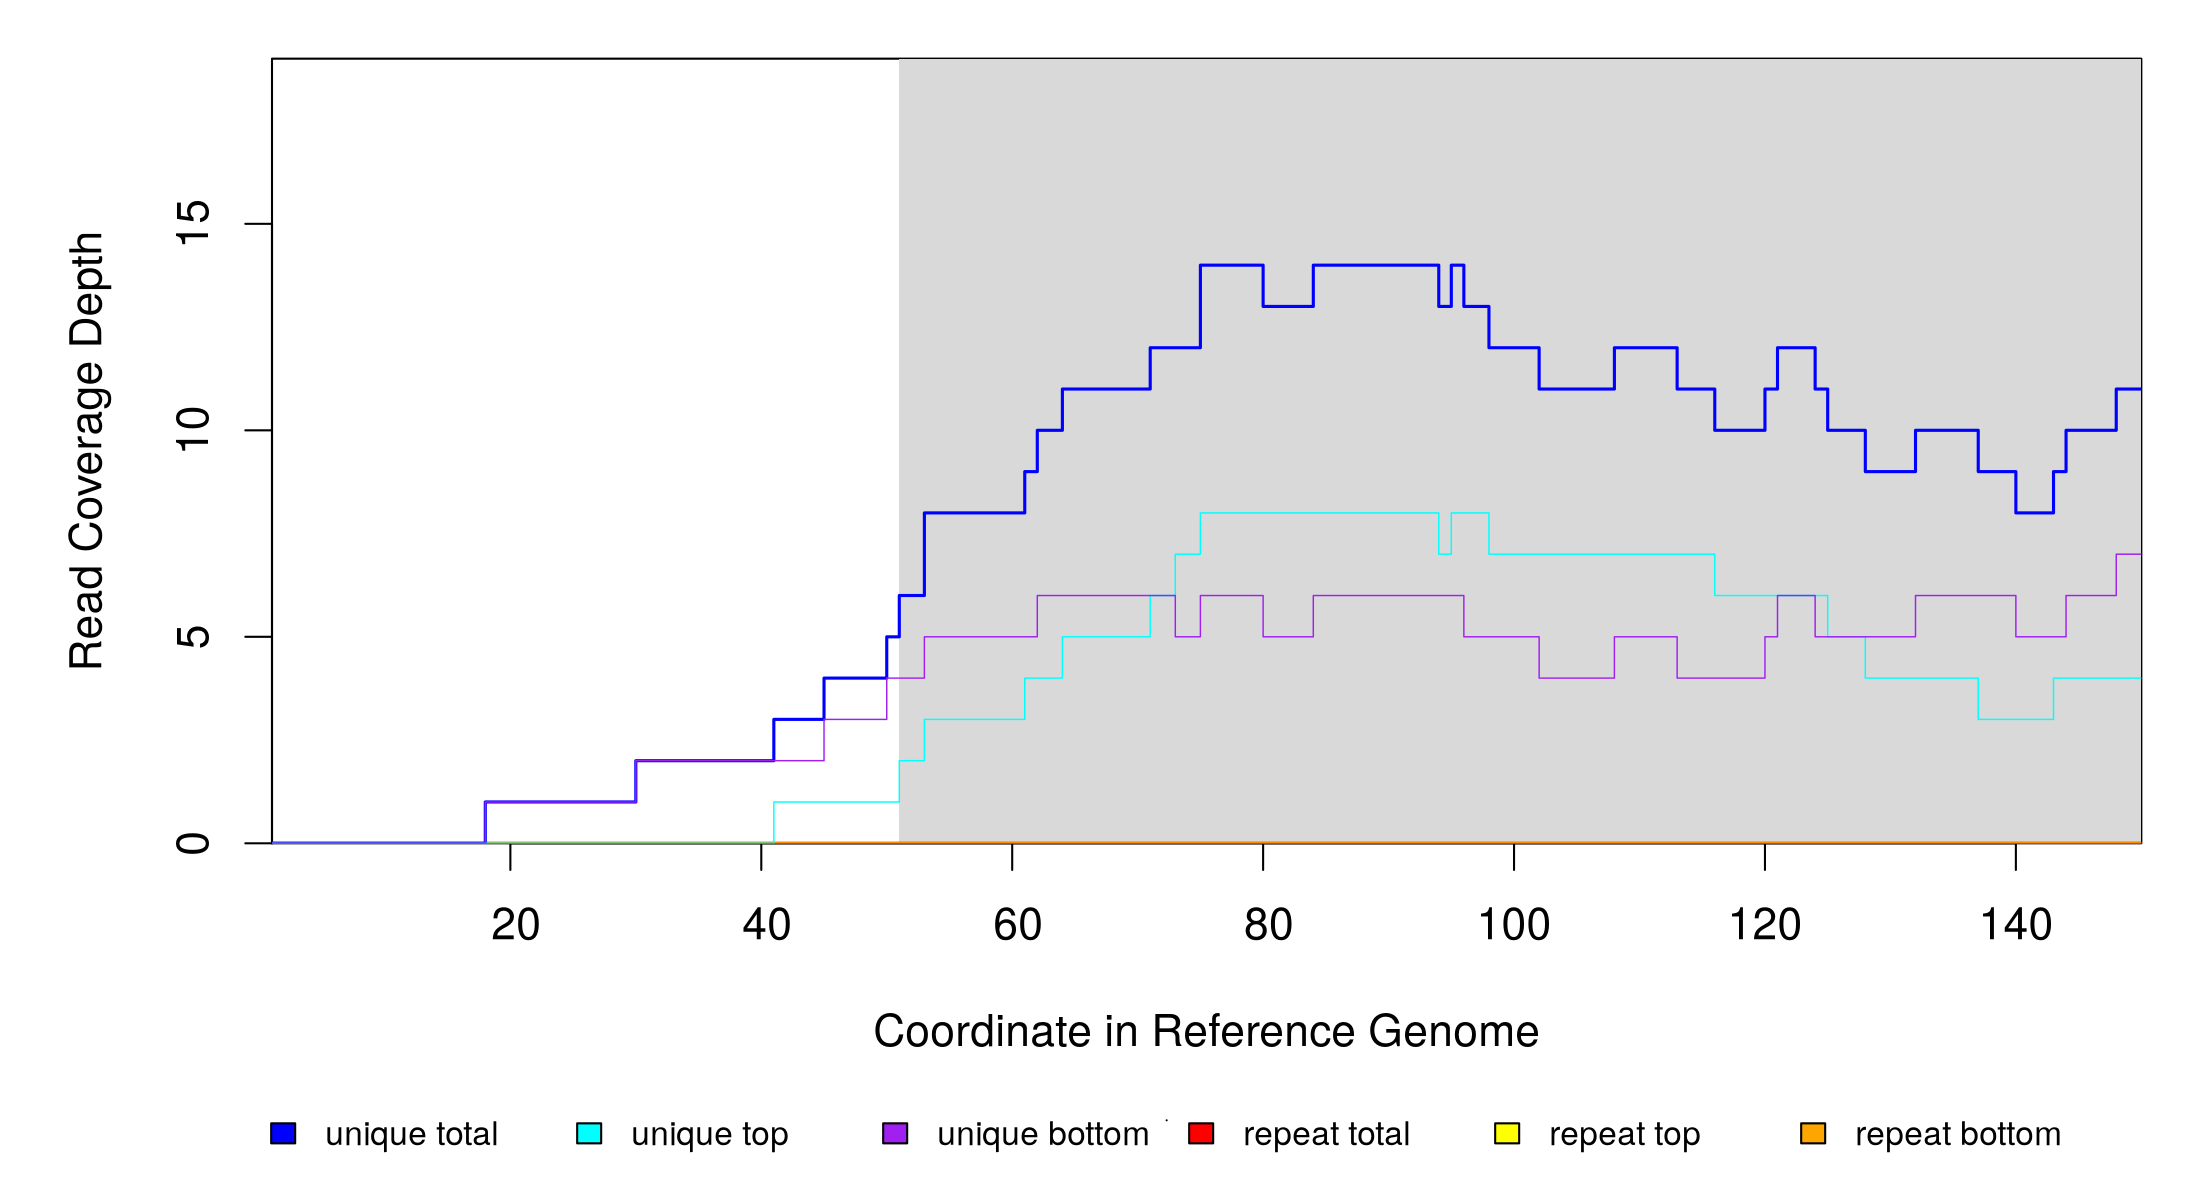 Read Coverage Depth
15
10
5
0
20 40 60 80 100 120 140
Coordinate in Reference Genome
unique total unique top unique bottom repeat total repeat top repeat bottom